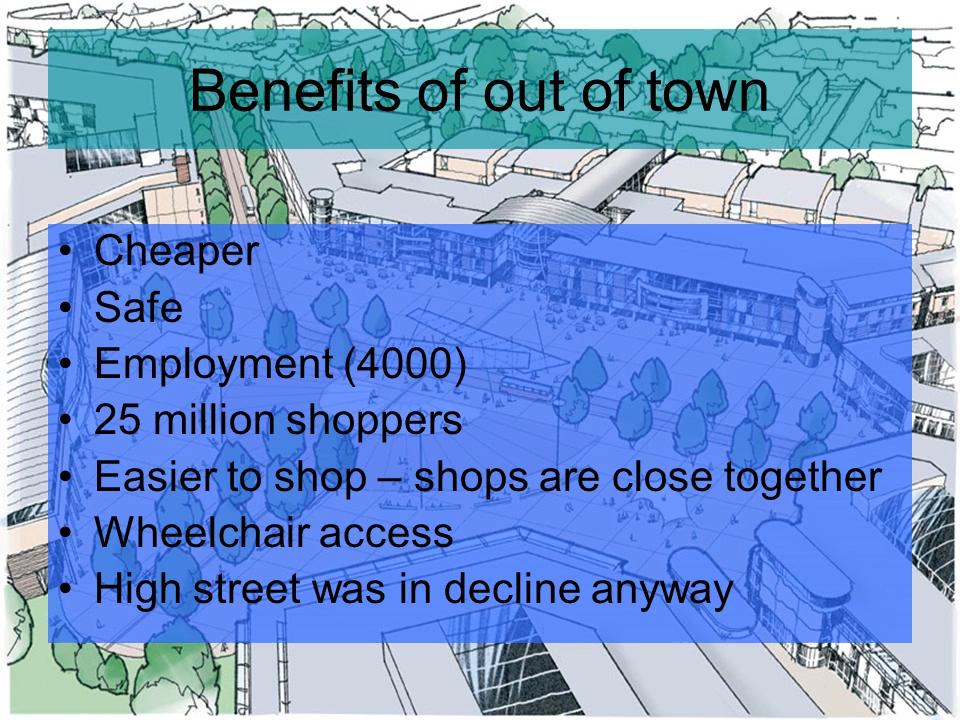 Benefits of out of town
• Cheaper
• Safe
• Employment (4000)
• 25 million shoppers
• Easier to shop – shops are close together
• Wheelchair access
• High street was in decline anyway